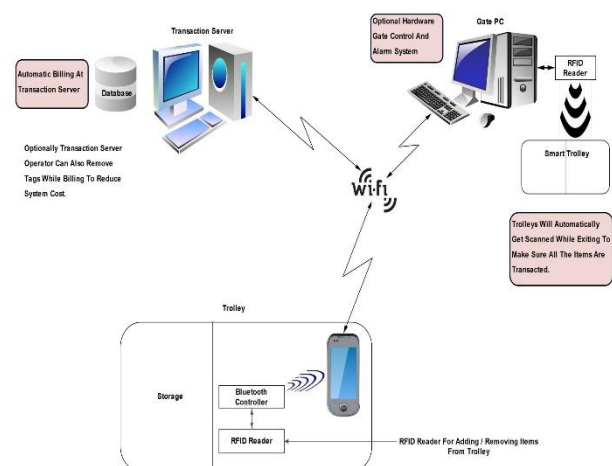 Transaction Server
Automatic Billing At
Transaction Server
Database
Optionally Transaction Server
Operator Can Also Remove
Tags While Billing To Reduce
System Cost.
Optional Hardware
Gate Control And
Alarm System
Gate PC
RFID
Reader
Smart Trolley
Wi-Fi
Trolleys Will Automatically
Get Scanned While Exiting To
Make Sure All The Items Are
Transacted.
Trolley
Storage
Bluetooth
Controller
RFID Reader
RFID Reader For Adding / Removing Items
From Trolley